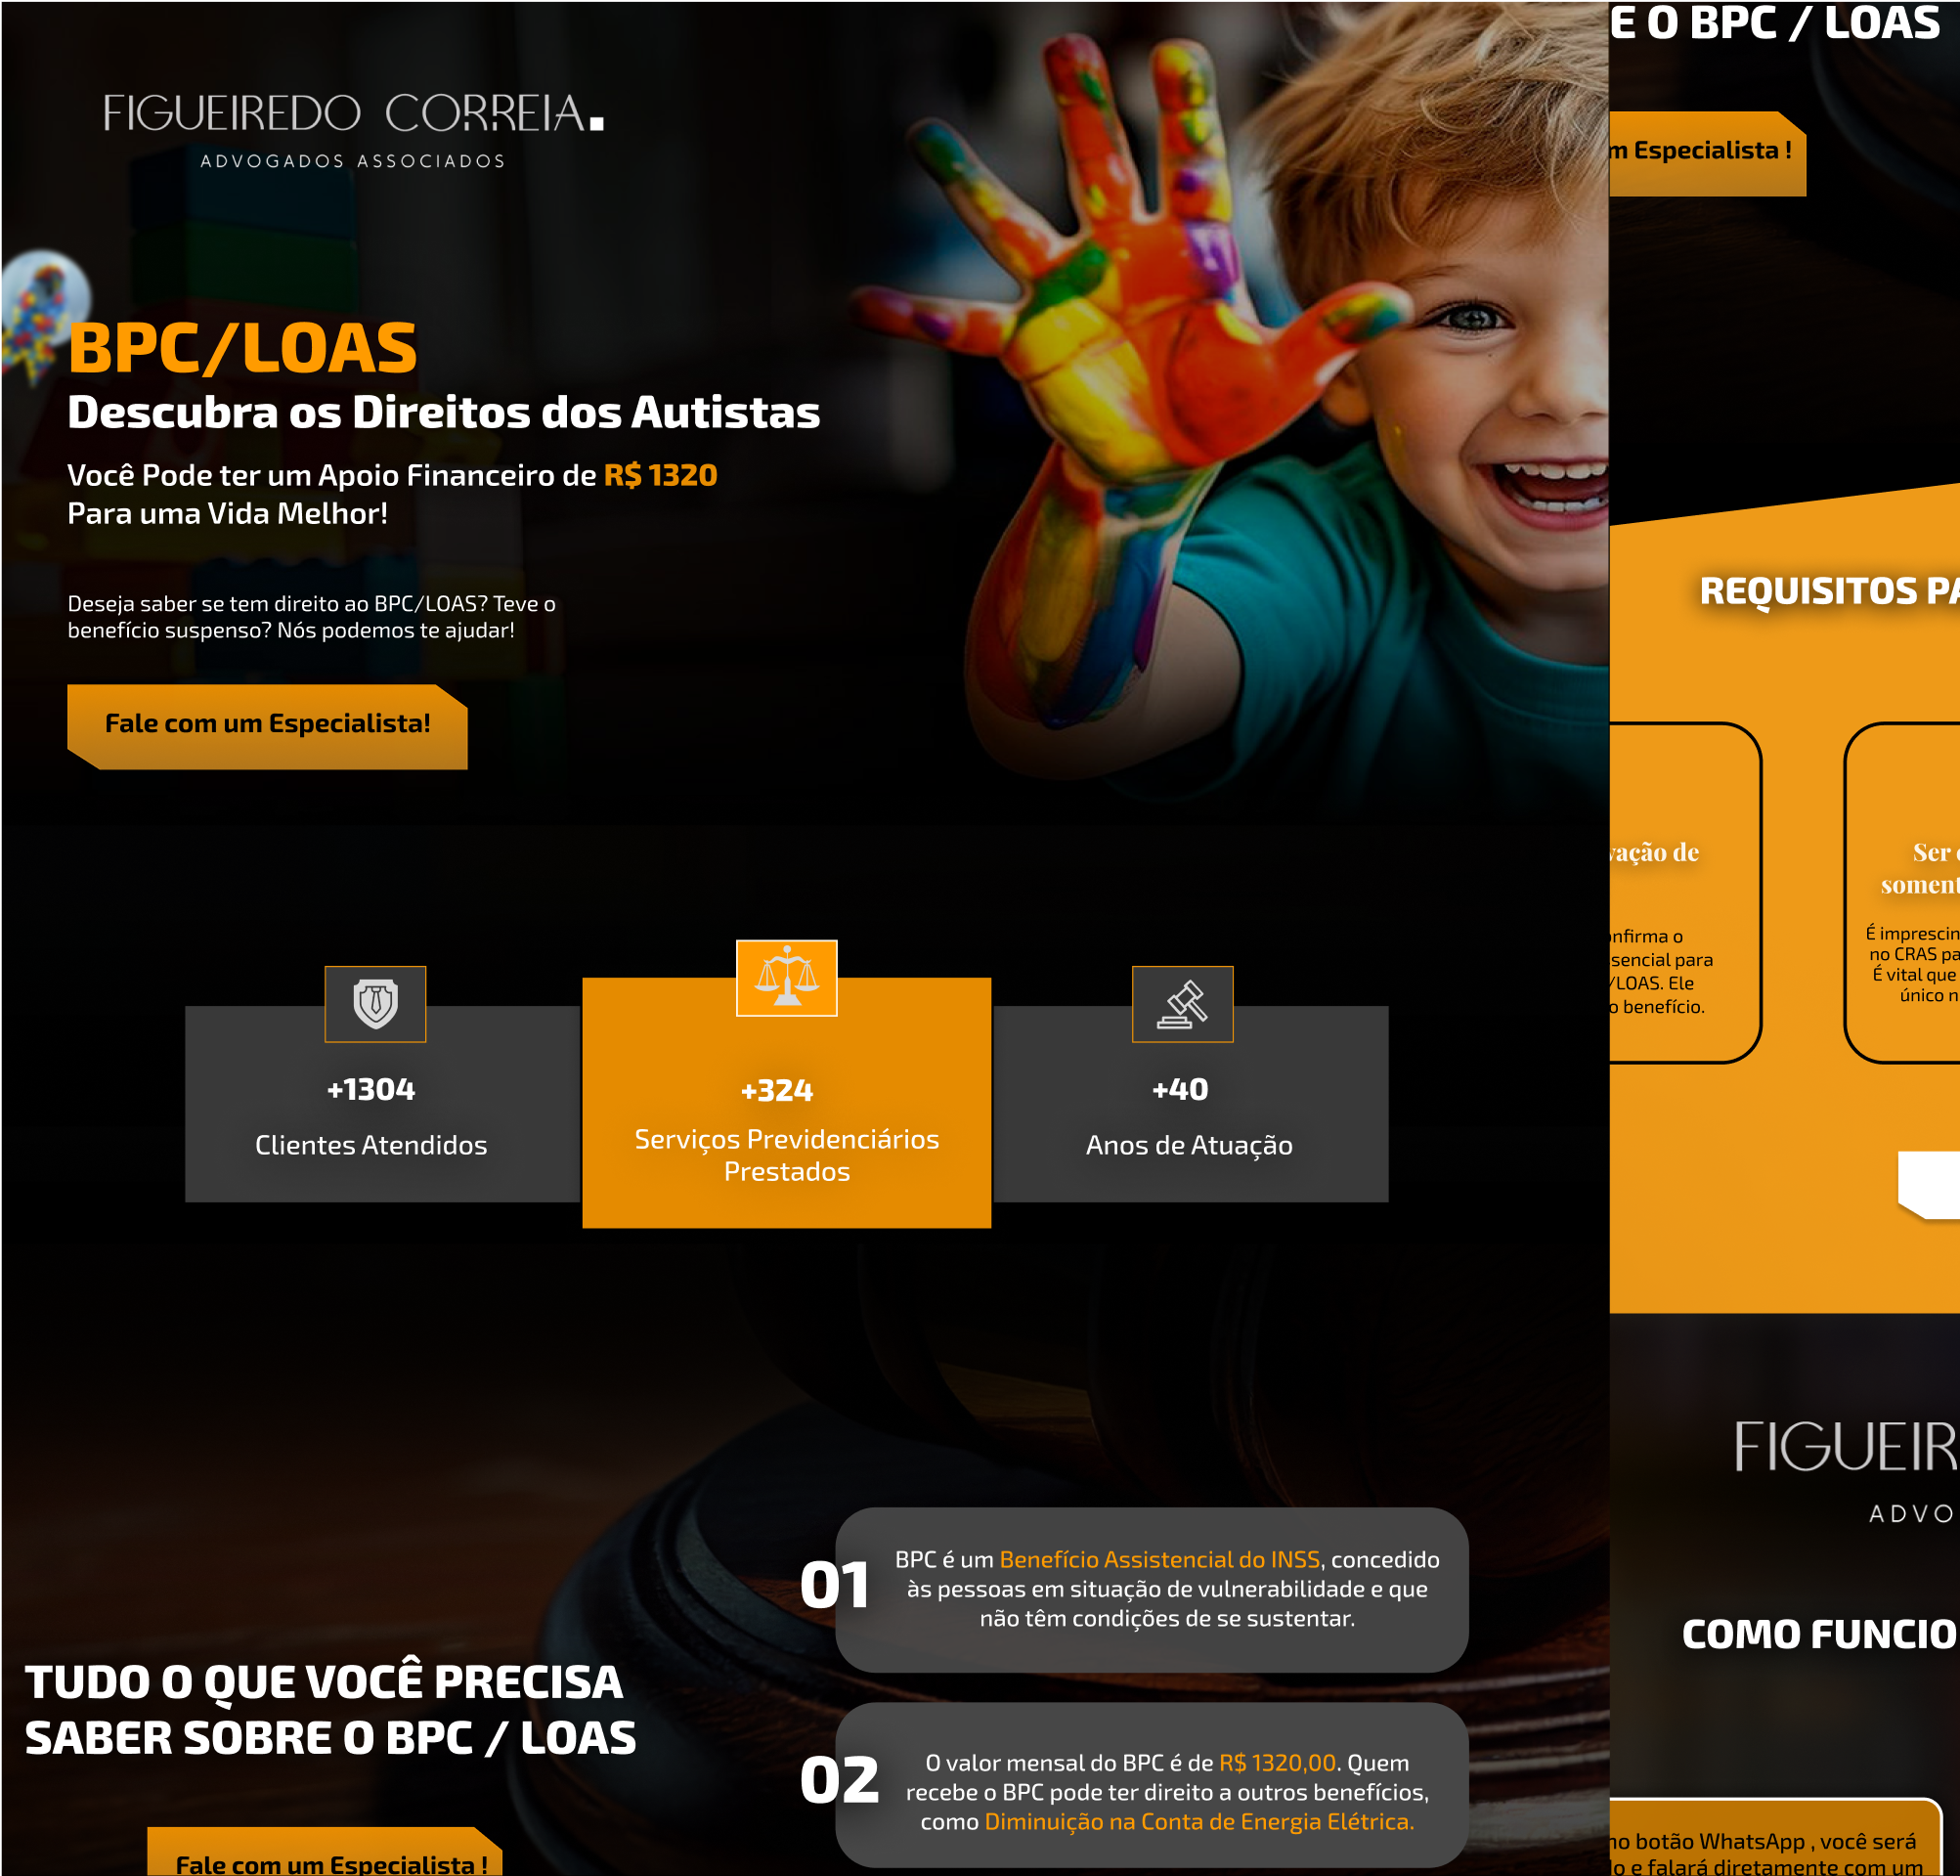 FIGUEIREDO CORREIA.
ADVOGADOS ASSOCIADOS
BPC/LOAS
Descubra os Direitos dos Autistas
Você Pode ter um Apoio Financeiro de R$ 1320
Para uma Vida Melhor!
Deseja saber se tem direito ao BPC/LOAS? Teve o
benefício suspenso? Nós podemos te ajudar!
Fale com um Especialista!
+1304
Clientes Atendidos
+324
Serviços Previdenciários
Prestados
+40
Anos de Atuação
TUDO O QUE VOCÊ PRECISA
SABER SOBRE O BPC / LOAS
Fale com um Especialista !
01
BPC é um Benefício Assistencial do INSS, concedido
às pessoas em situação de vulnerabilidade e que
não têm condições de se sustentar.
02
O valor mensal do BPC é de R$ 1320,00. Quem
recebe o BPC pode ter direito a outros benefícios,
como Diminuição na Conta de Energia Elétrica.
E O BPC / LOAS
m Especialista !
REQUISITOS PA
vação de
onfirma o
sencial para
/LOAS. Ele
o benefício.
Ser
soment
É imprescin
no CRAS pa
É vital que
único n
FIGUEIR
ADVO
COMO FUNCIO
no botão WhatsApp , você será
lo e falará diretamente com um